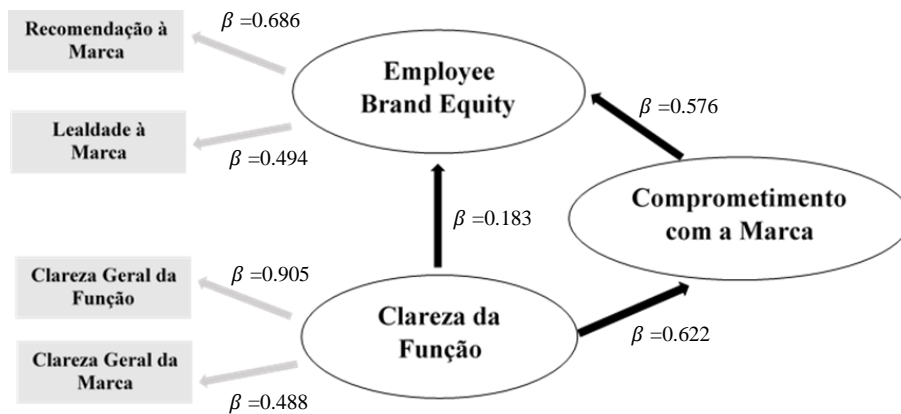 Recomendação à
Marca
β =0.686
Employee
Brand Equity
β =0.576
Lealdade à
Marca
β =0.494
Comprometimento
com a Marca
β =0.183
Clareza Geral da
Função
β =0.905
Clareza da
Função
β =0.622
Clareza Geral da
Marca
β =0.488